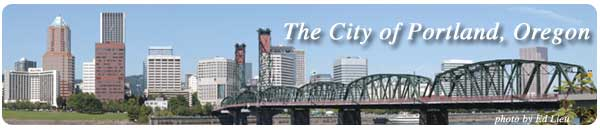 The City of Portland, Oregon
photo by Ed Lieu